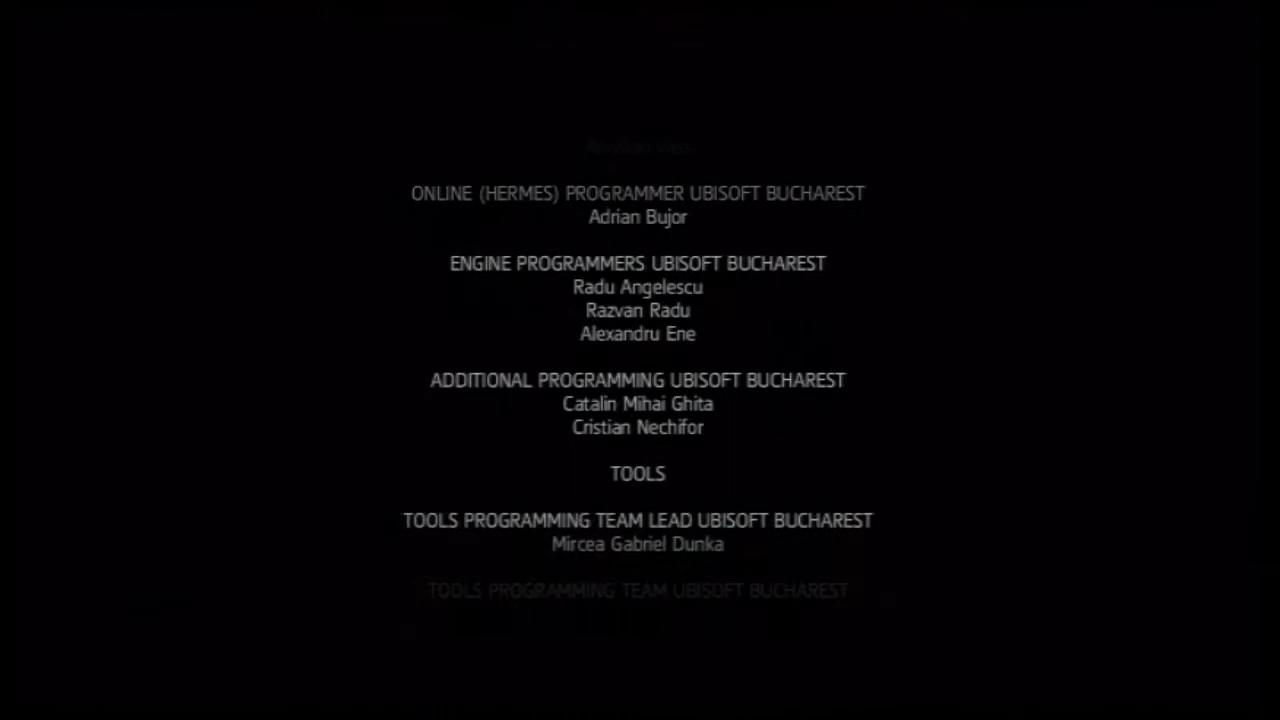 ONLINE (HERMES) PROGRAMMER UBISOFT BUCHAREST
Adrian Bujor
ENGINE PROGRAMMERS UBISOFT BUCHAREST
Radu Angelescu
Razvan Radu
Alexandru Ene
ADDITIONAL PROGRAMMING UBISOFT BUCHAREST
Catalin Mihai Ghita
Cristian Nechifor
TOOLS
TOOLS PROGRAMMING TEAM LEAD UBISOFT BUCHAREST
Mircea Gabriel Dunka
TOOLS PROGRAMMING TEAM UBISOFT BUCHAREST